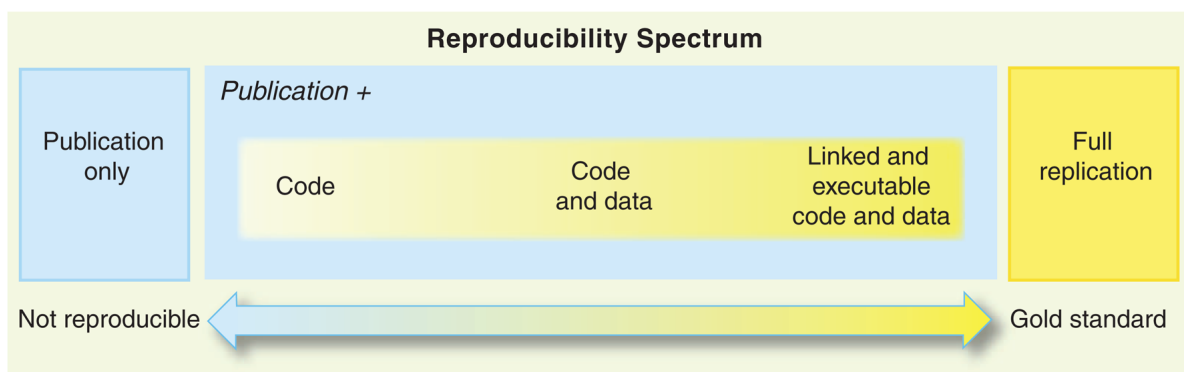 Reproducibility Spectrum
Publication
only
Publication +
Code
Code
and data
Linked and
executable
code and data
Full
replication
Not reproducible
Gold standard